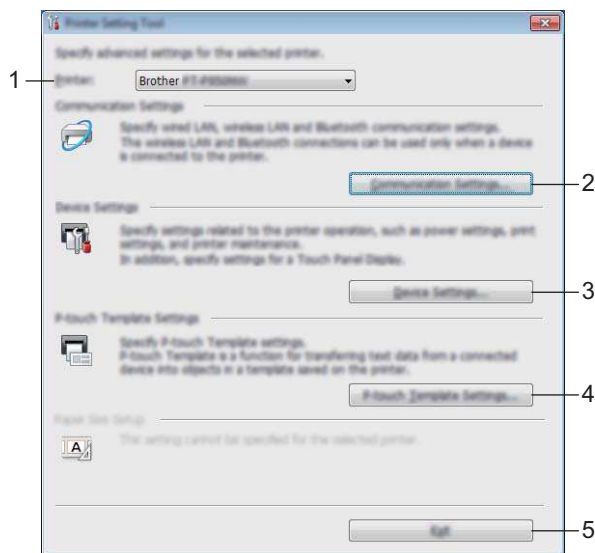 Printer Setting Tool
Specify advanced settings for the selected printer.
1
Printer:
Brother
Communication Settings
Specify wired LAN, wireless LAN and Bluetooth communication settings.
The wireless LAN and Bluetooth connections can be used only when a device
is connected to the printer.
Communication Settings...
2
Device Settings
Specify settings related to the printer operation, such as power settings, print
settings, and printer maintenance.
In addition, specify settings for a Touch Panel Display.
Device Settings...
3
P-touch Template Settings
Specify P-touch Template settings.
P-touch Template is a function for transferring text data from a connected
device into objects in a template saved on the printer.
P-touch Template Settings...
4
Paper Size Setup
A
This setting cannot be specified for the selected printer.
Exit
5